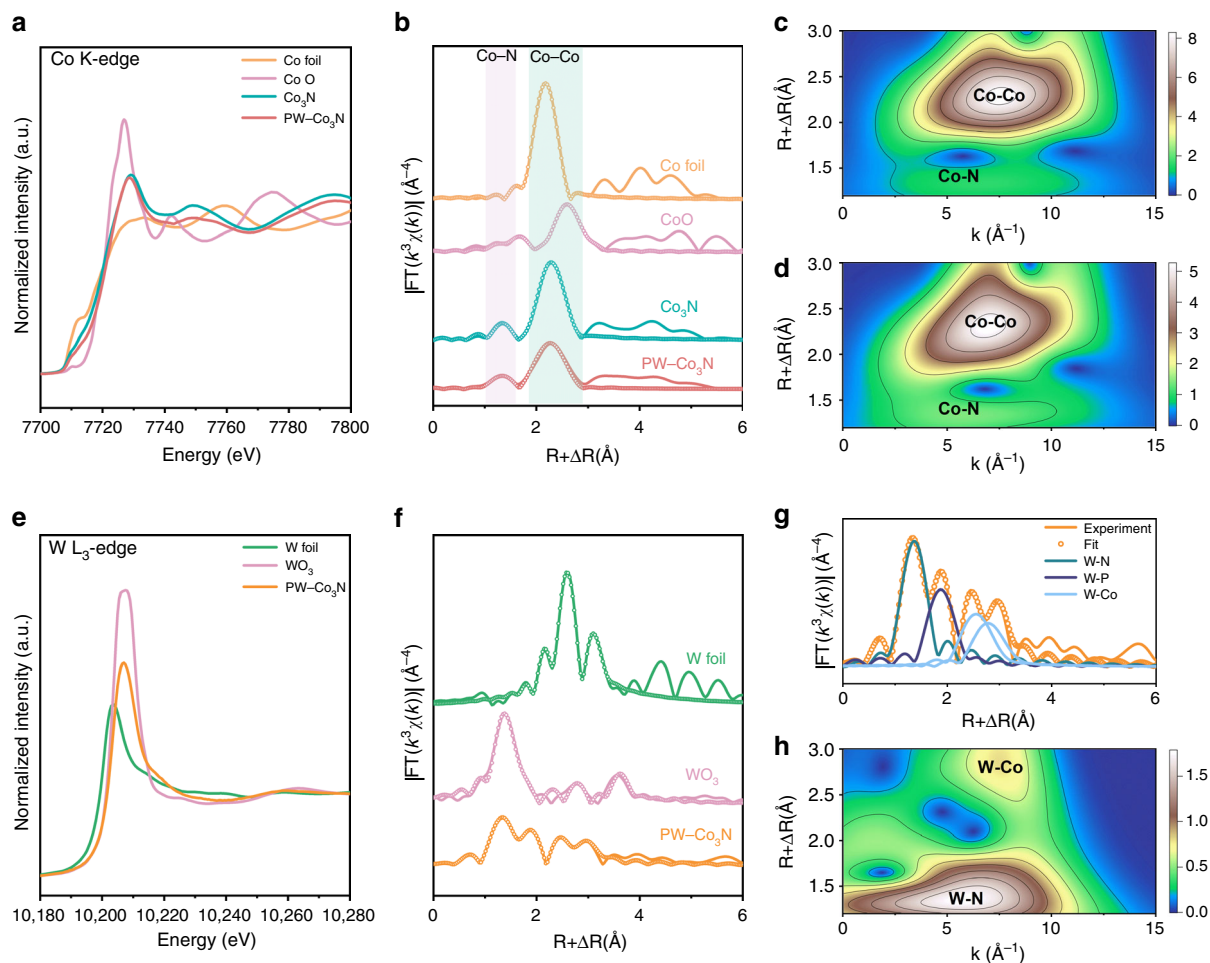 a
Co K-edge
Co foil
Co O
Co₃N
PW–Co₃N
Normalized intensity (a.u.)
7700 7720 7740 7760 7780 7800
Energy (eV)
b
Co–N Co–Co
Co foil
CoO
Co₃N
PW–Co₃N
|FT(k³χ(k))| (Å⁻⁴)
0 2 4 6
R+ΔR(Å)
c
3.0
2.5
2.0
1.5
R+ΔR(Å)
Co-Co
Co-N
0 5 10 15
k (Å⁻¹)
8
6
4
2
0
d
3.0
2.5
2.0
1.5
R+ΔR(Å)
Co-Co
Co-N
0 5 10 15
k (Å⁻¹)
5
4
3
2
1
0
e
W L₃-edge
W foil
WO₃
PW–Co₃N
Normalized intensity (a.u.)
10,180 10,200 10,220 10,240 10,260 10,280
Energy (eV)
f
W foil
WO₃
PW–Co₃N
|FT(k³χ(k))| (Å⁻⁴)
0 2 4 6
R+ΔR(Å)
g
Experiment
Fit
W-N
W-P
W-Co
|FT(k³χ(k))| (Å⁻⁴)
0 2 4 6
R+ΔR(Å)
h
3.0
2.5
2.0
1.5
R+ΔR(Å)
W-Co
W-N
0 5 10 15
k (Å⁻¹)
1.5
1.0
0.5
0.0